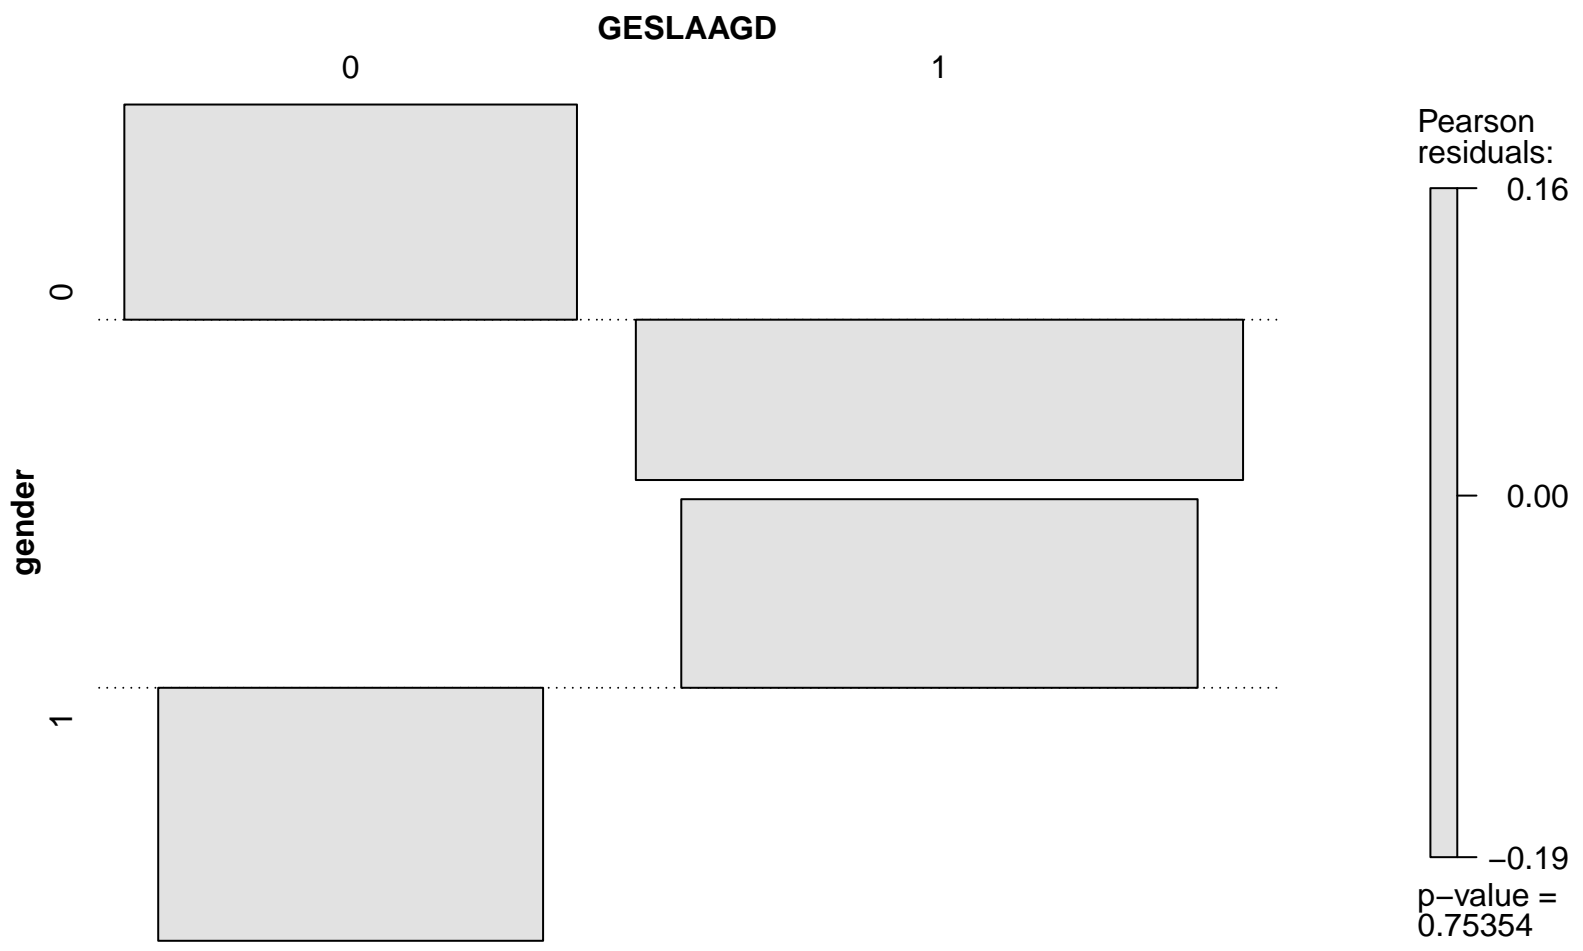 GESLAAGD
0
1
gender
0
1
Pearson
residuals:
0.16
0.00
−0.19
p−value =
0.75354